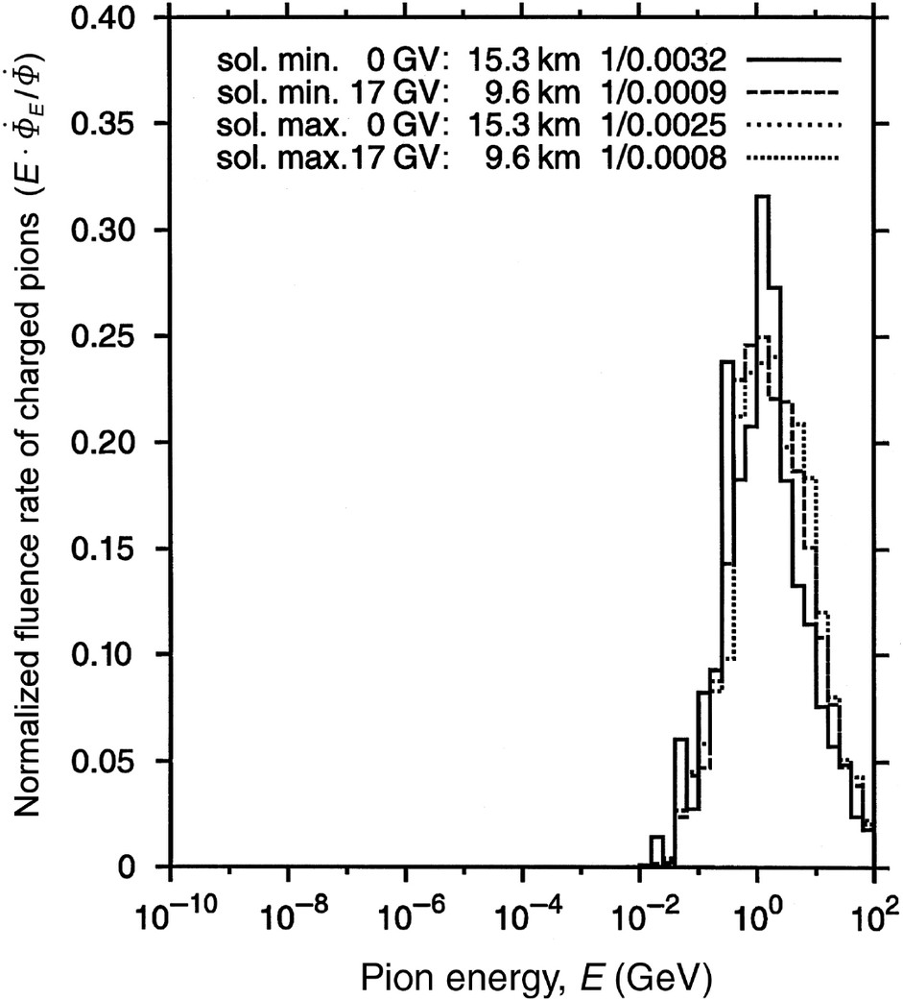 0.40
sol. min. 0 GV: 15.3 km 1/0.0032
sol. min. 17 GV: 9.6 km 1/0.0009
sol. max. 0 GV: 15.3 km 1/0.0025
sol. max. 17 GV: 9.6 km 1/0.0008
0.35
0.30
0.25
0.20
0.15
0.10
0.05
0
Normalized fluence rate of charged pions (E · Φ̇_E/Φ̇)
10⁻¹⁰ 10⁻⁸ 10⁻⁶ 10⁻⁴ 10⁻² 10⁰ 10²
Pion energy, E (GeV)